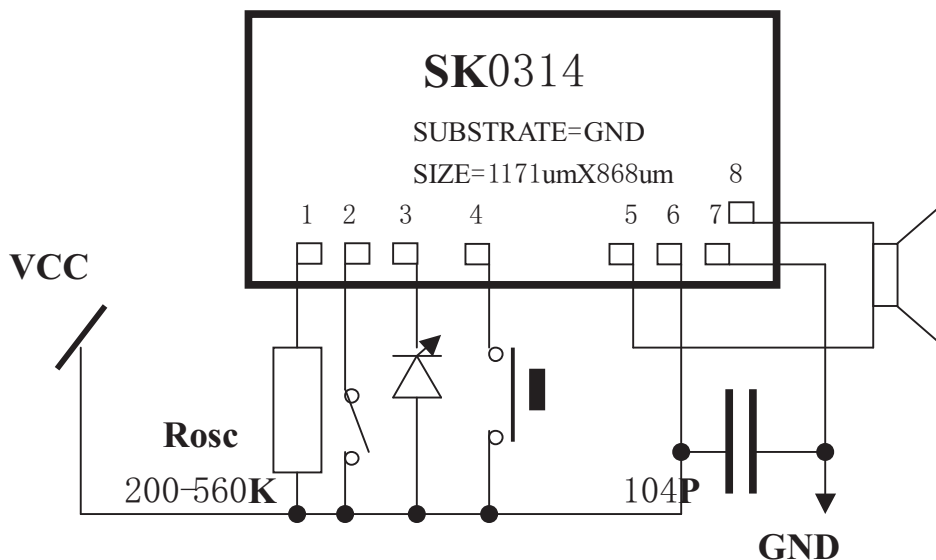 SK0314
SUBSTRATE=GND
SIZE=1171umX868um
8
1 2 3 4 5 6 7
VCC
Rosc
200-560K
104P
GND